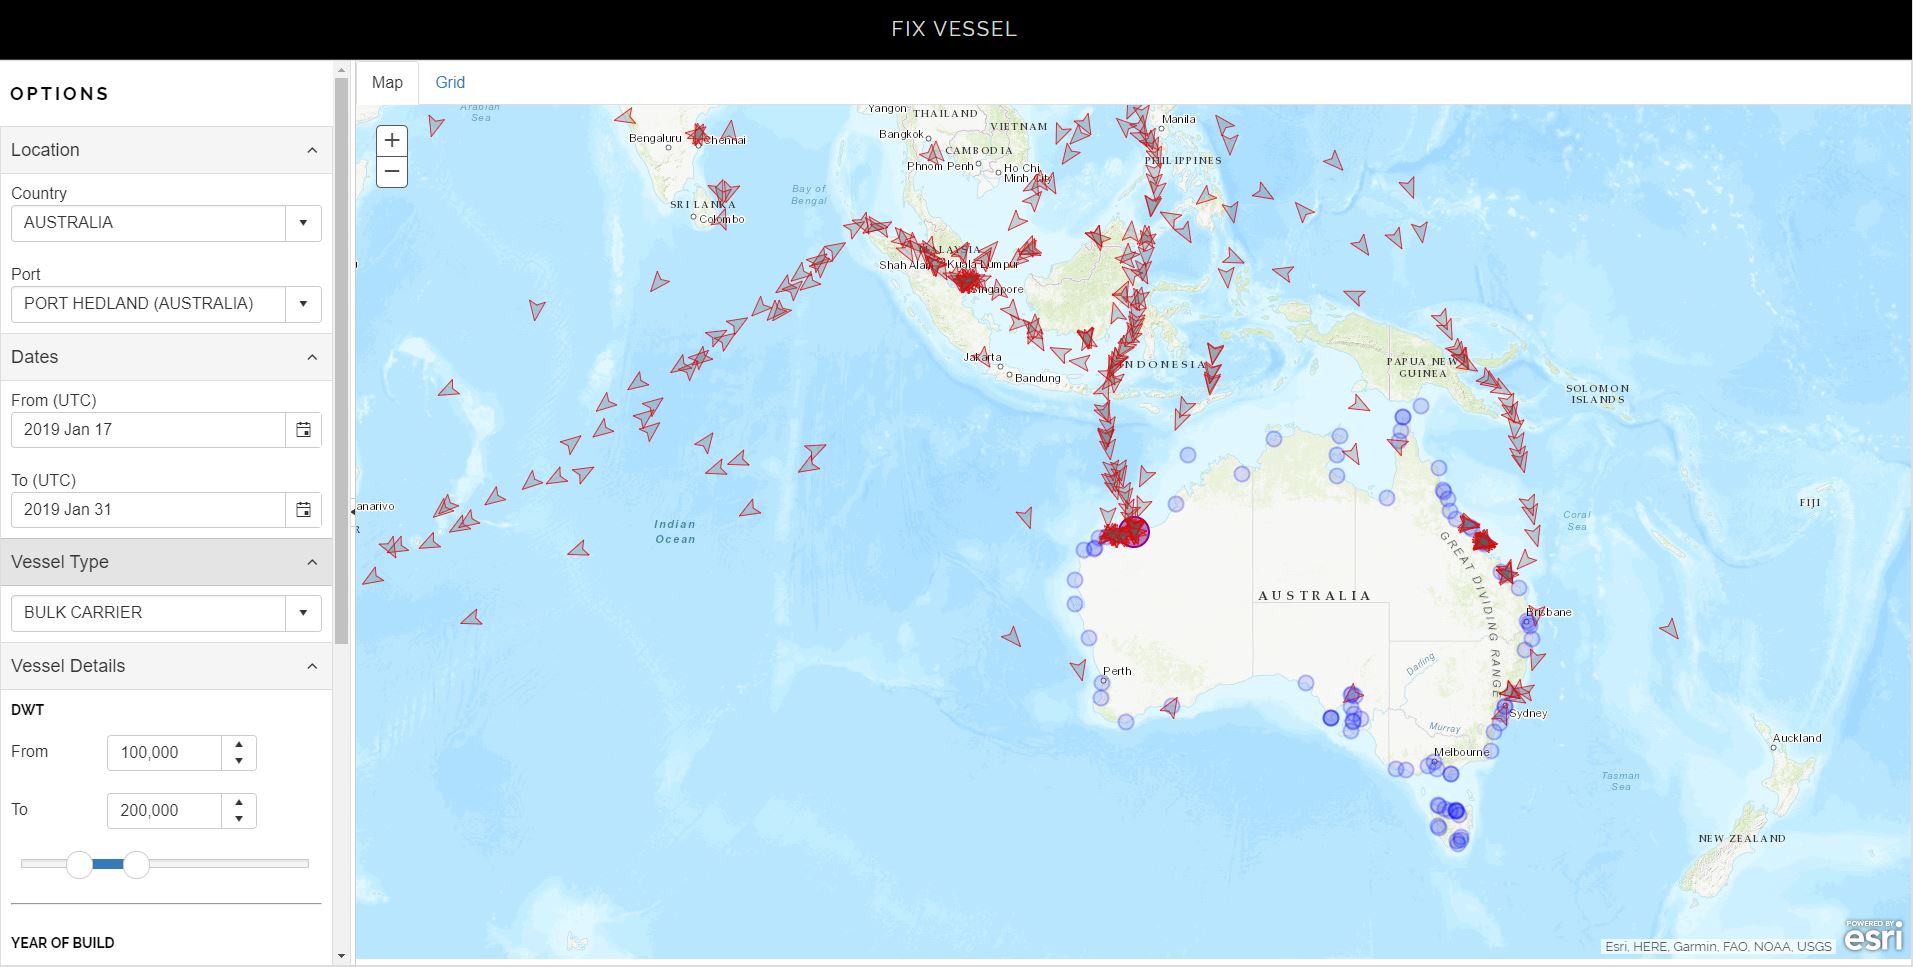 FIX VESSEL
OPTIONS
Location
Country
AUSTRALIA
Port
PORT HEDLAND (AUSTRALIA)
Dates
From (UTC)
2019 Jan 17
To (UTC)
2019 Jan 31
Vessel Type
BULK CARRIER
Vessel Details
DWT
From
100,000
To
200,000
YEAR OF BUILD
Map
Grid
+
−
Arabian
Sea
Bengaluru
Chennai
SRI LANKA
Colombo
Bay of
Bengal
Yangon
THAILAND
VIETNAM
Bangkok
CAMBODIA
Phnom Penh
Ho Chi
Minh City
Manila
PHILIPPINES
MALAYSIA
Shah Alam
Kuala Lumpur
Singapore
Jakarta
Bandung
INDONESIA
PAPUA NEW
GUINEA
SOLOMON
ISLANDS
anarivo
R
Indian
Ocean
FIJI
Coral
Sea
GREAT DIVIDING RANGE
AUSTRALIA
Brisbane
Darling
Perth
Sydney
Murray
Melbourne
Auckland
Tasman
Sea
NEW ZEALAND
POWERED BY
esri
Esri, HERE, Garmin, FAO, NOAA, USGS